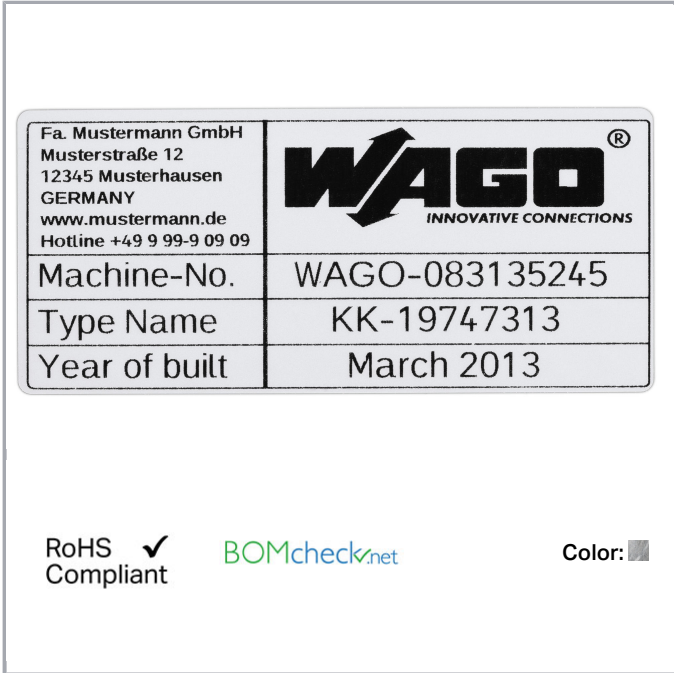 Fa. Mustermann GmbH
Musterstraße 12
12345 Musterhausen
GERMANY
www.mustermann.de
Hotline +49 9 99-9 09 09
WAGO®
INNOVATIVE CONNECTIONS
Machine-No. WAGO-083135245
Type Name KK-19747313
Year of built March 2013
RoHS ✓
Compliant
BOMcheck.net
Color: